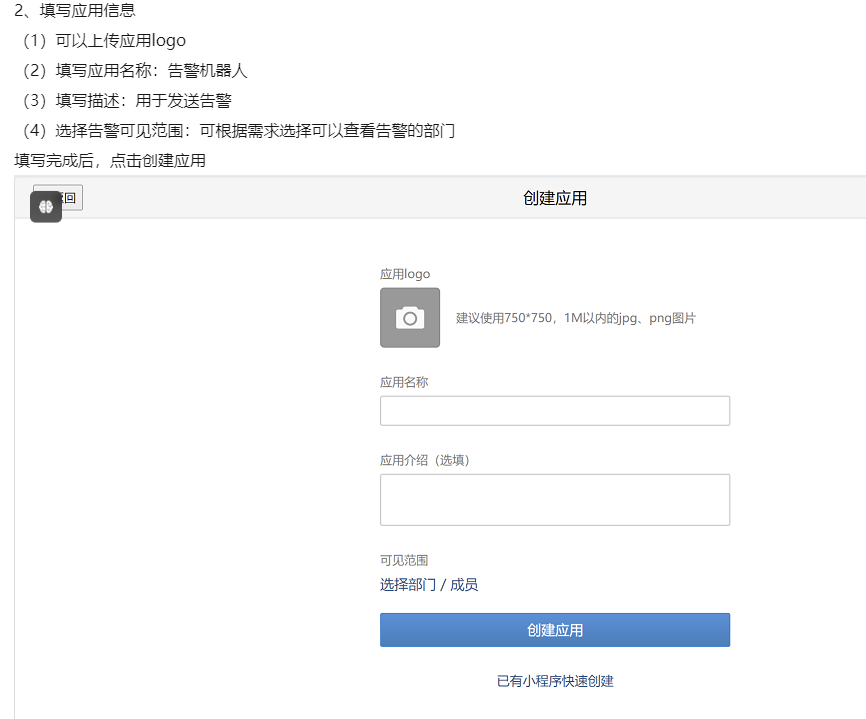 2、填写应用信息
（1）可以上传应用logo
（2）填写应用名称：告警机器人
（3）填写描述：用于发送告警
（4）选择告警可见范围：可根据需求选择可以查看告警的部门
填写完成后，点击创建应用
回
创建应用
应用logo
建议使用750*750，1M以内的jpg、png图片
应用名称
应用介绍（选填）
可见范围
选择部门 / 成员
创建应用
已有小程序快速创建